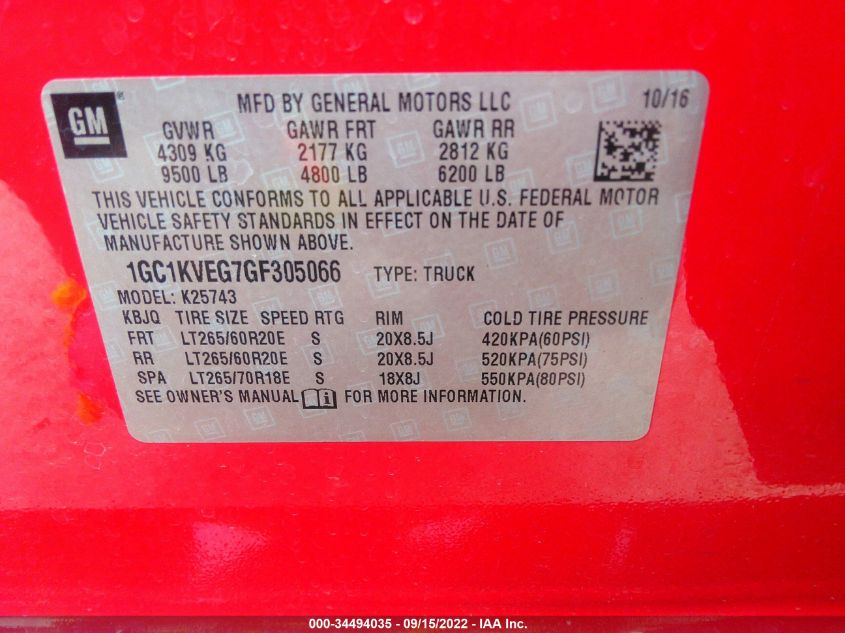 GM
MFD BY GENERAL MOTORS LLC 10/16
GVWR GAWR FRT GAWR RR
4309 KG 2177 KG 2812 KG
9500 LB 4800 LB 6200 LB
THIS VEHICLE CONFORMS TO ALL APPLICABLE U.S. FEDERAL MOTOR
VEHICLE SAFETY STANDARDS IN EFFECT ON THE DATE OF
MANUFACTURE SHOWN ABOVE.
1GC1KVEG7GF305066 TYPE: TRUCK
MODEL: K25743
KBJQ TIRE SIZE SPEED RTG RIM COLD TIRE PRESSURE
FRT LT265/60R20E S 20X8.5J 420KPA(60PSI)
RR LT265/60R20E S 20X8.5J 520KPA(75PSI)
SPA LT265/70R18E S 18X8J 550KPA(80PSI)
SEE OWNER'S MANUAL i FOR MORE INFORMATION.
000-34494035 - 09/15/2022 - IAA Inc.